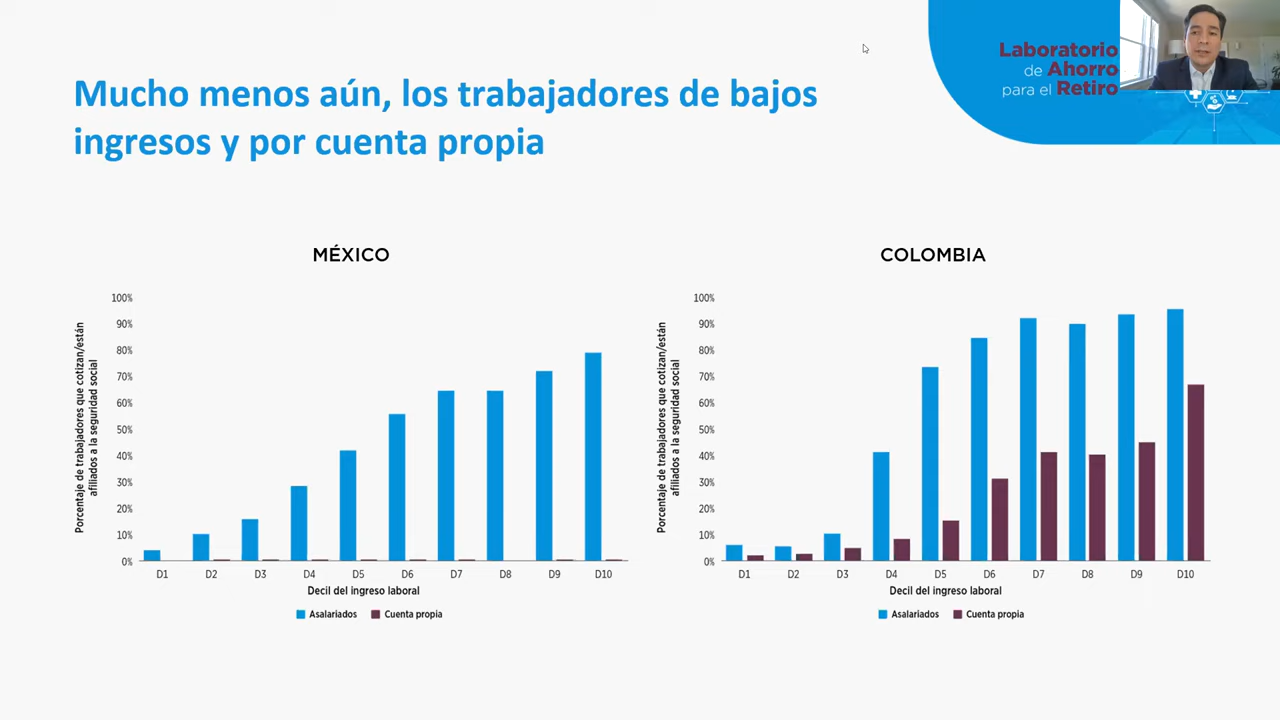 Laboratorio
de Ahorro
para el Retiro
Mucho menos aún, los trabajadores de bajos
ingresos y por cuenta propia
MÉXICO
Porcentaje de trabajadores que cotizan/están
afiliados a la seguridad social
100%
90%
80%
70%
60%
50%
40%
30%
20%
10%
0%
D1 D2 D3 D4 D5 D6 D7 D8 D9 D10
Decil del ingreso laboral
Asalariados Cuenta propia
COLOMBIA
Porcentaje de trabajadores que cotizan/están
afiliados a la seguridad social
100%
90%
80%
70%
60%
50%
40%
30%
20%
10%
0%
D1 D2 D3 D4 D5 D6 D7 D8 D9 D10
Decil del ingreso laboral
Asalariados Cuenta propia